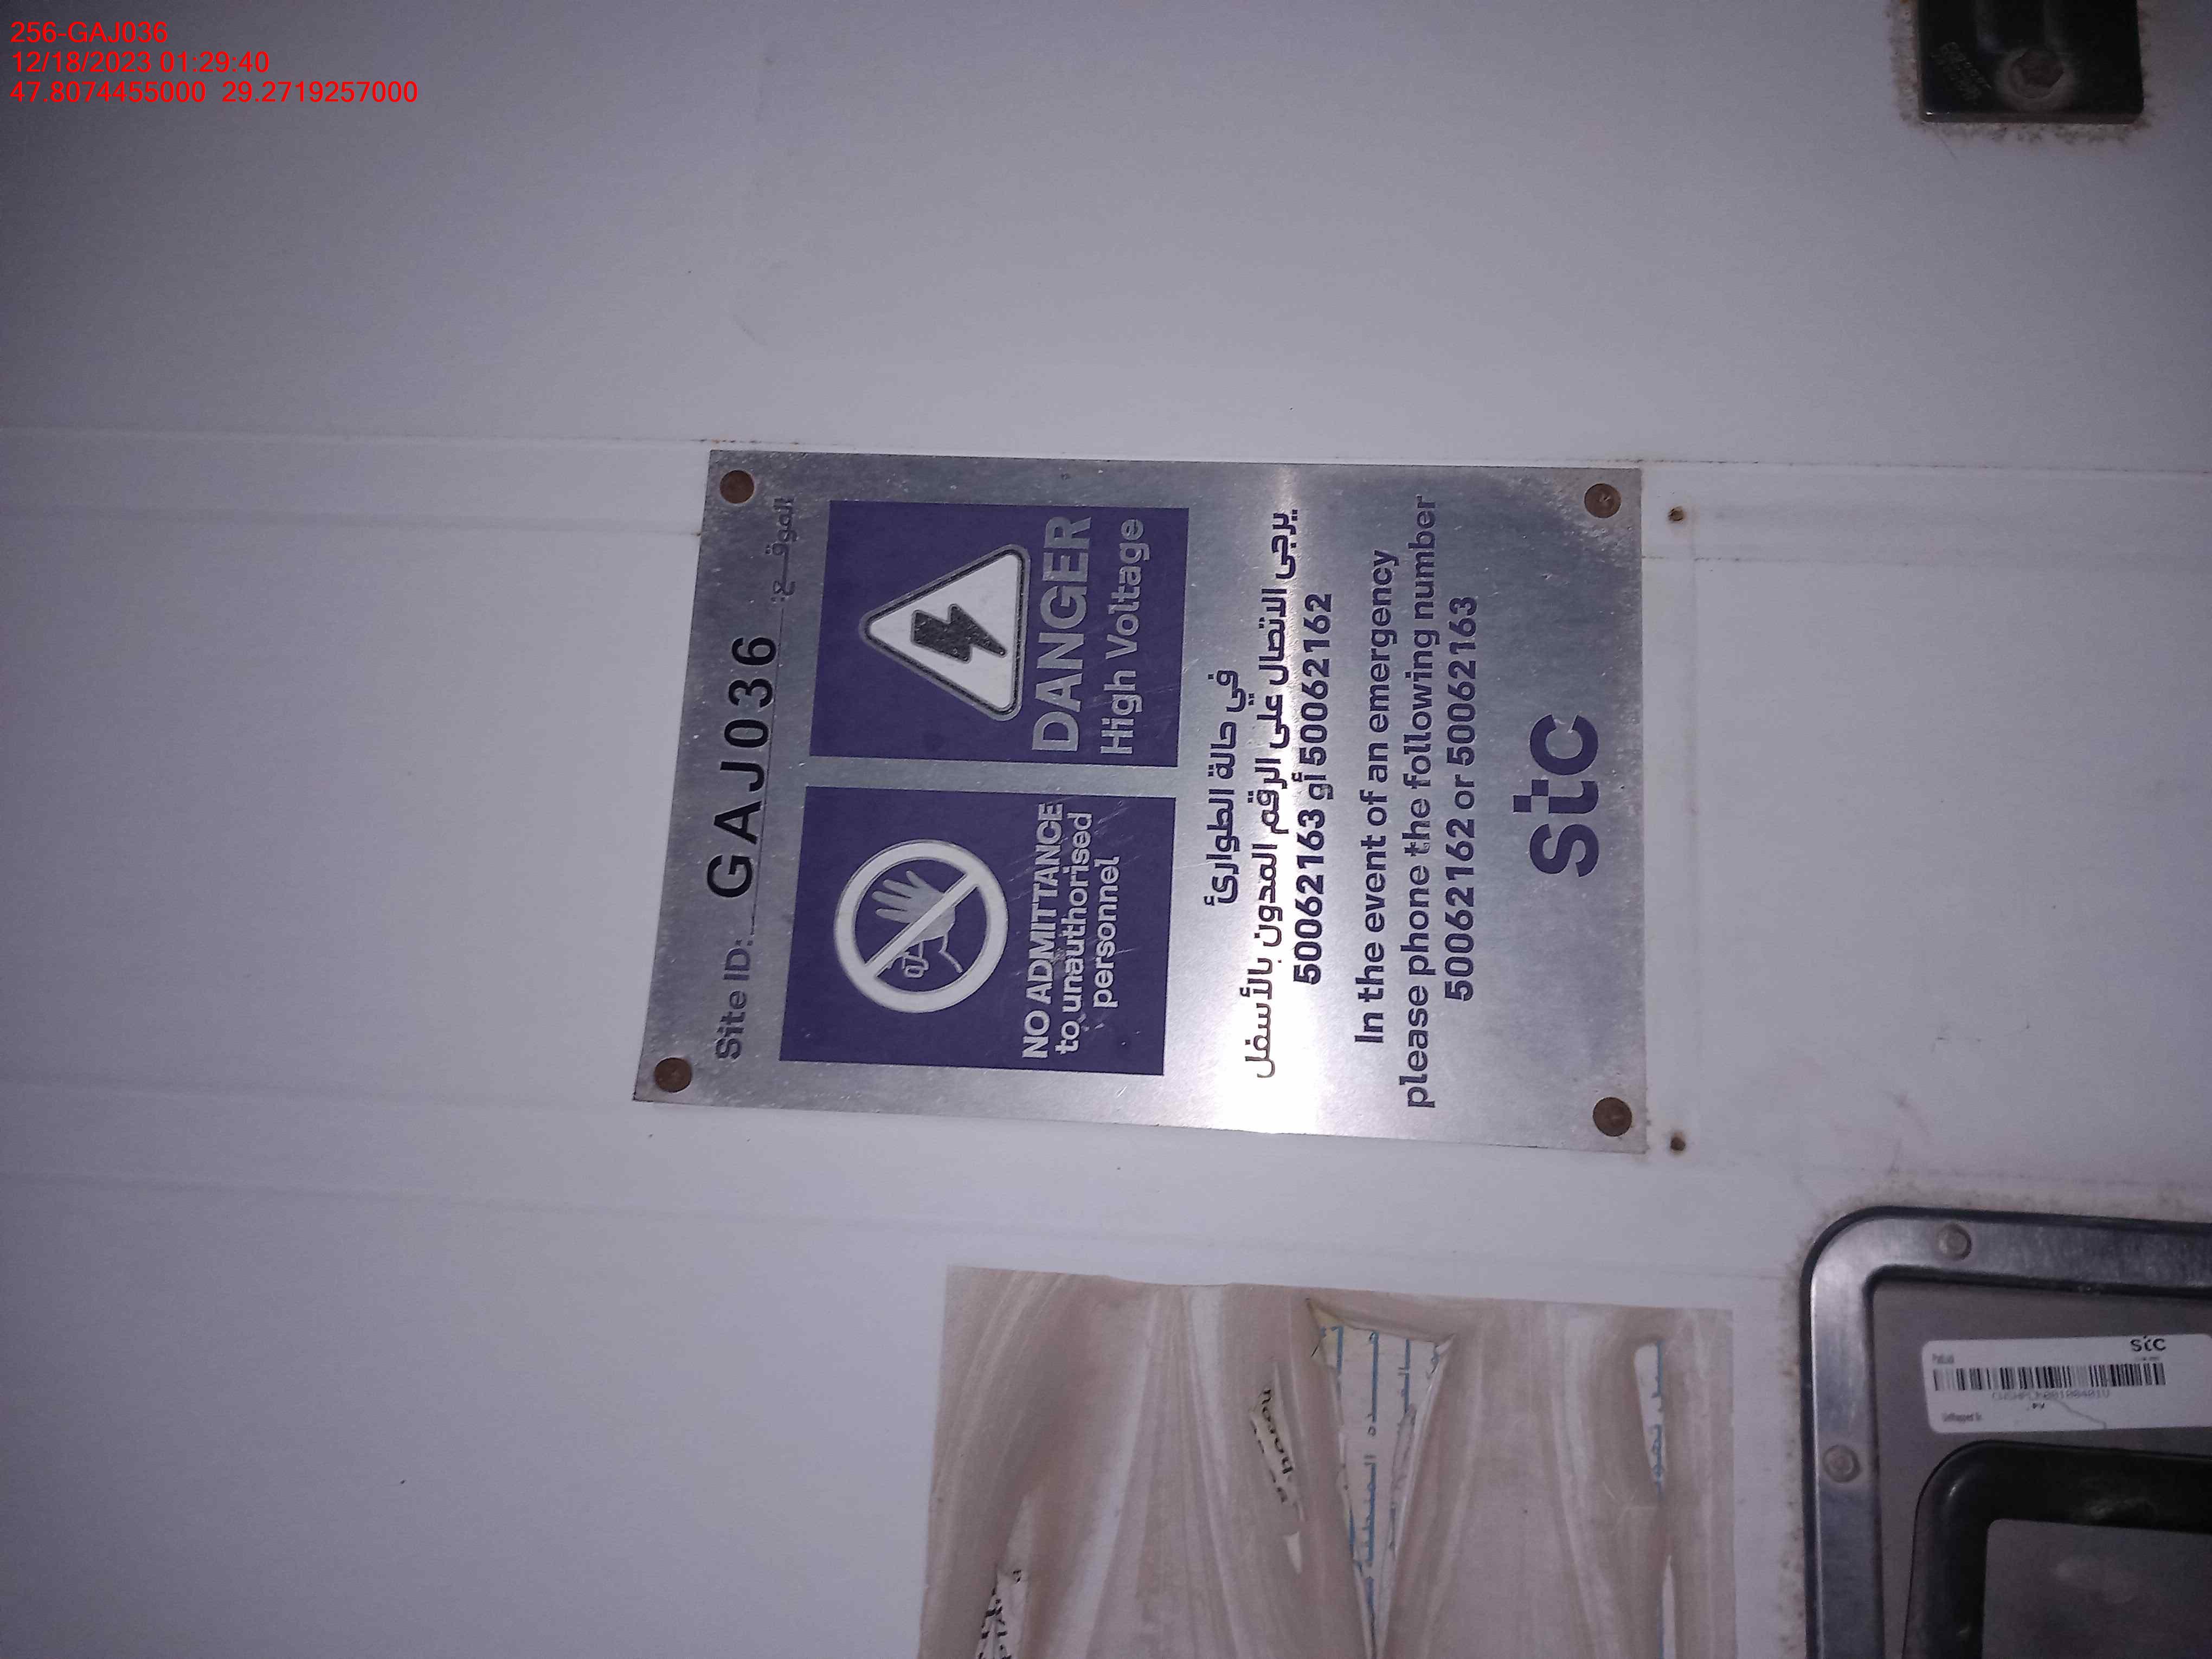 256-GAJ036
12/18/2023 01:29:40
47.8074455000 29.2719257000
Site ID: GAJ036 الموقع:
NO ADMITTANCE
to unauthorised
personnel
DANGER
High Voltage
في حالة الطوارئ
يرجى الاتصال على الرقم المدون بالأسفل
50062162 أو 50062163
In the event of an emergency
please phone the following number
50062162 or 50062163
stc
stc